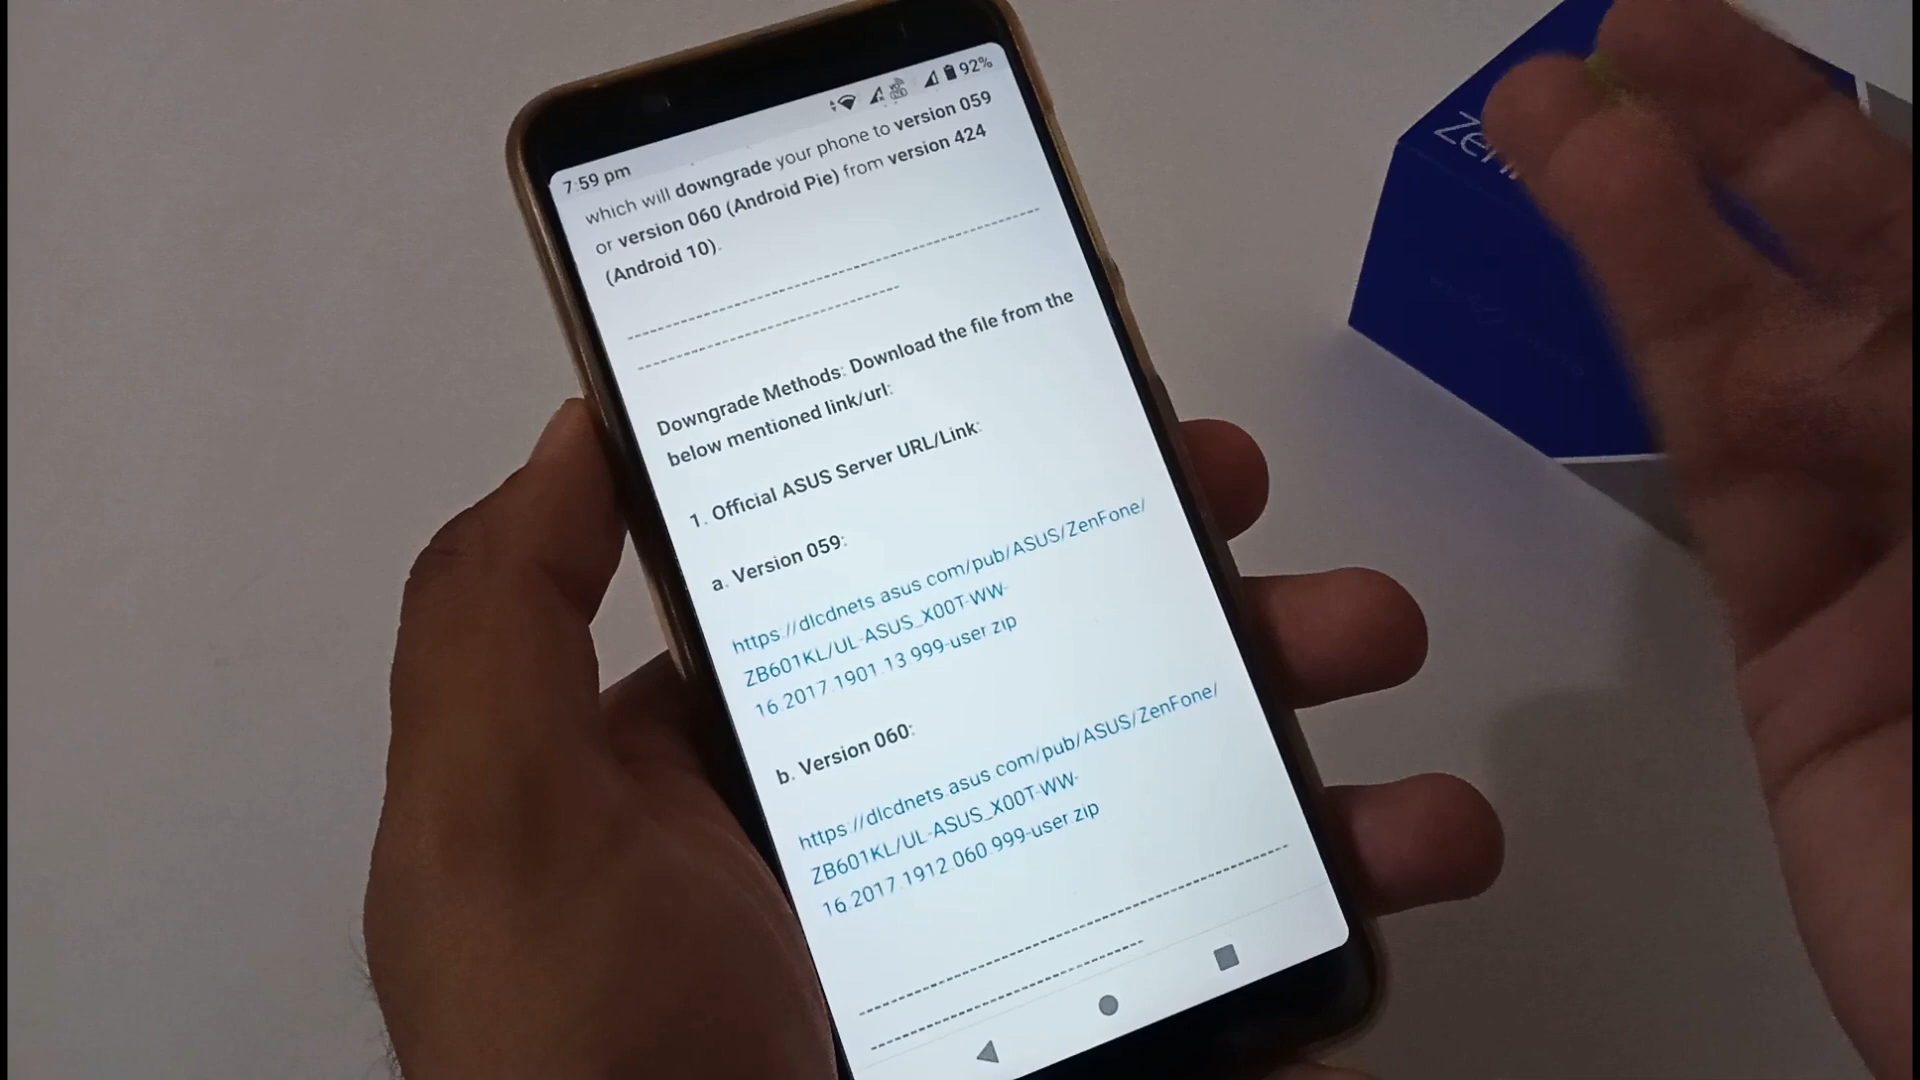 7:59 pm
92%
which will downgrade your phone to version 059
or version 060 (Android Pie) from version 424
(Android 10).
Downgrade Methods: Download the file from the
below mentioned link/url:
1. Official ASUS Server URL/Link:
a. Version 059:
https://dlcdnets.asus.com/pub/ASUS/ZenFone/
ZB601KL/UL-ASUS_X00T-WW-
16.2017.1901.13.999-user.zip
b. Version 060:
https://dlcdnets.asus.com/pub/ASUS/ZenFone/
ZB601KL/UL-ASUS_X00T-WW-
16.2017.1912.060.999-user.zip